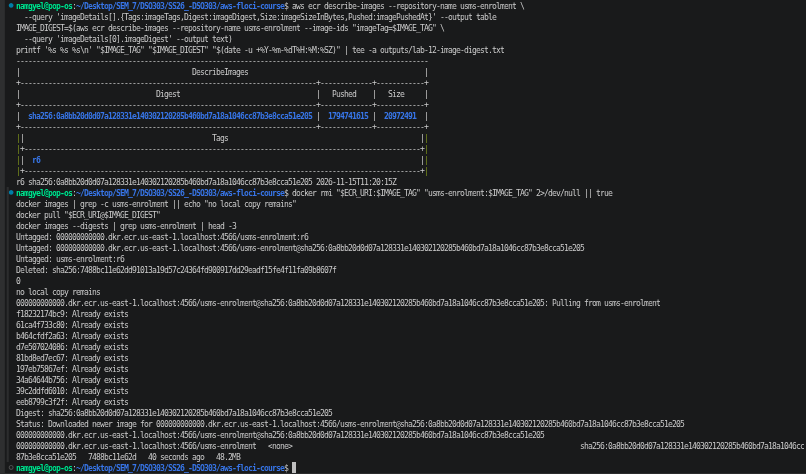 namgyel@pop-os:~/Desktop/SEM_7/DSO303/SS26_-DSO303/aws-floci-course$ aws ecr describe-images --repository-name usms-enrolment \
--query 'imageDetails[].{Tags:imageTags,Digest:imageDigest,Size:imageSizeInBytes,Pushed:imagePushedAt}' --output table
IMAGE_DIGEST=$(aws ecr describe-images --repository-name usms-enrolment --image-ids "imageTag=$IMAGE_TAG" \
--query 'imageDetails[0].imageDigest' --output text)
printf '%s %s %s\n' "$IMAGE_TAG" "$IMAGE_DIGEST" "$(date -u +%Y-%m-%dT%H:%M:%SZ)" | tee -a outputs/lab-12-image-digest.txt
| DescribeImages |
| Digest | Pushed | Size |
| sha256:0a8bb20d0d07a128331e140302120285b460bd7a18a1046cc87b3e8cca51e205 | 1794741615 | 20972491 |
|| Tags ||
|| r6 ||
r6 sha256:0a8bb20d0d07a128331e140302120285b460bd7a18a1046cc87b3e8cca51e205 2026-11-15T11:20:15Z
namgyel@pop-os:~/Desktop/SEM_7/DSO303/SS26_-DSO303/aws-floci-course$ docker rmi "$ECR_URI:$IMAGE_TAG" "usms-enrolment:$IMAGE_TAG" 2>/dev/null || true
docker images | grep -c usms-enrolment || echo "no local copy remains"
docker pull "$ECR_URI@$IMAGE_DIGEST"
docker images --digests | grep usms-enrolment | head -3
Untagged: 000000000000.dkr.ecr.us-east-1.localhost:4566/usms-enrolment:r6
Untagged: 000000000000.dkr.ecr.us-east-1.localhost:4566/usms-enrolment@sha256:0a8bb20d0d07a128331e140302120285b460bd7a18a1046cc87b3e8cca51e205
Untagged: usms-enrolment:r6
Deleted: sha256:7488bc11e62dd91013a19d57c24364fd900917dd29eadf15fe4f11fa09b8607f
0
no local copy remains
000000000000.dkr.ecr.us-east-1.localhost:4566/usms-enrolment@sha256:0a8bb20d0d07a128331e140302120285b460bd7a18a1046cc87b3e8cca51e205: Pulling from usms-enrolment
f18232174bc9: Already exists
61ca4f733c80: Already exists
b464cfdf2a63: Already exists
d7e507024086: Already exists
81bd8ed7ec67: Already exists
197eb75867ef: Already exists
34a64644b756: Already exists
39c2ddfd6010: Already exists
eeb8799c3f2f: Already exists
Digest: sha256:0a8bb20d0d07a128331e140302120285b460bd7a18a1046cc87b3e8cca51e205
Status: Downloaded newer image for 000000000000.dkr.ecr.us-east-1.localhost:4566/usms-enrolment@sha256:0a8bb20d0d07a128331e140302120285b460bd7a18a1046cc87b3e8cca51e205
000000000000.dkr.ecr.us-east-1.localhost:4566/usms-enrolment@sha256:0a8bb20d0d07a128331e140302120285b460bd7a18a1046cc87b3e8cca51e205
000000000000.dkr.ecr.us-east-1.localhost:4566/usms-enrolment <none> sha256:0a8bb20d0d07a128331e140302120285b460bd7a18a1046cc
87b3e8cca51e205 7488bc11e62d 40 seconds ago 48.2MB
namgyel@pop-os:~/Desktop/SEM_7/DSO303/SS26_-DSO303/aws-floci-course$